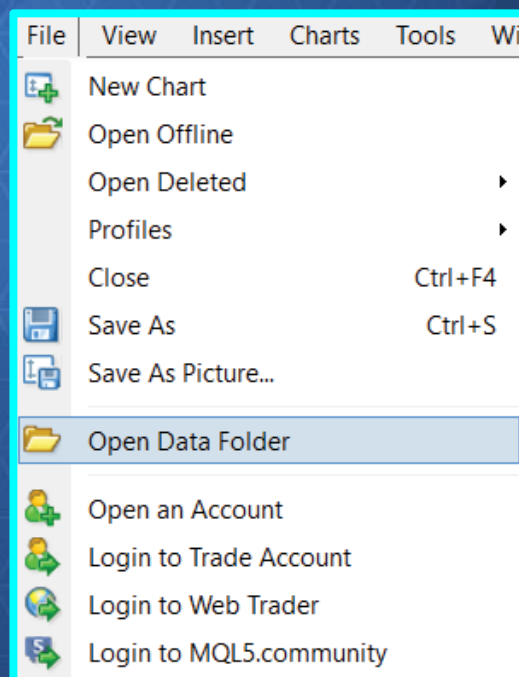 File View Insert Charts Tools Wi
New Chart
Open Offline
Open Deleted
Profiles
Close Ctrl+F4
Save As Ctrl+S
Save As Picture...
Open Data Folder
Open an Account
Login to Trade Account
Login to Web Trader
Login to MQL5.community